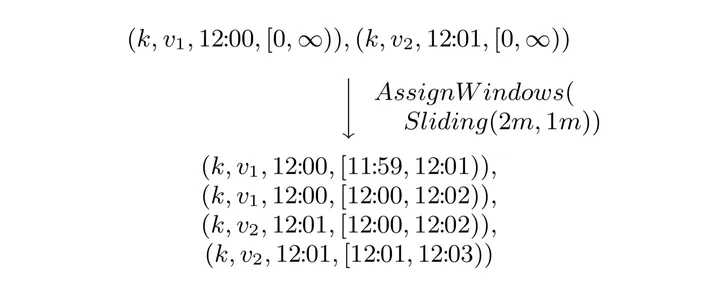 (k, v₁, 12:00, [0, ∞)), (k, v₂, 12:01, [0, ∞))
AssignWindows(
Sliding(2m, 1m))
(k, v₁, 12:00, [11:59, 12:01)),
(k, v₁, 12:00, [12:00, 12:02)),
(k, v₂, 12:01, [12:00, 12:02)),
(k, v₂, 12:01, [12:01, 12:03))